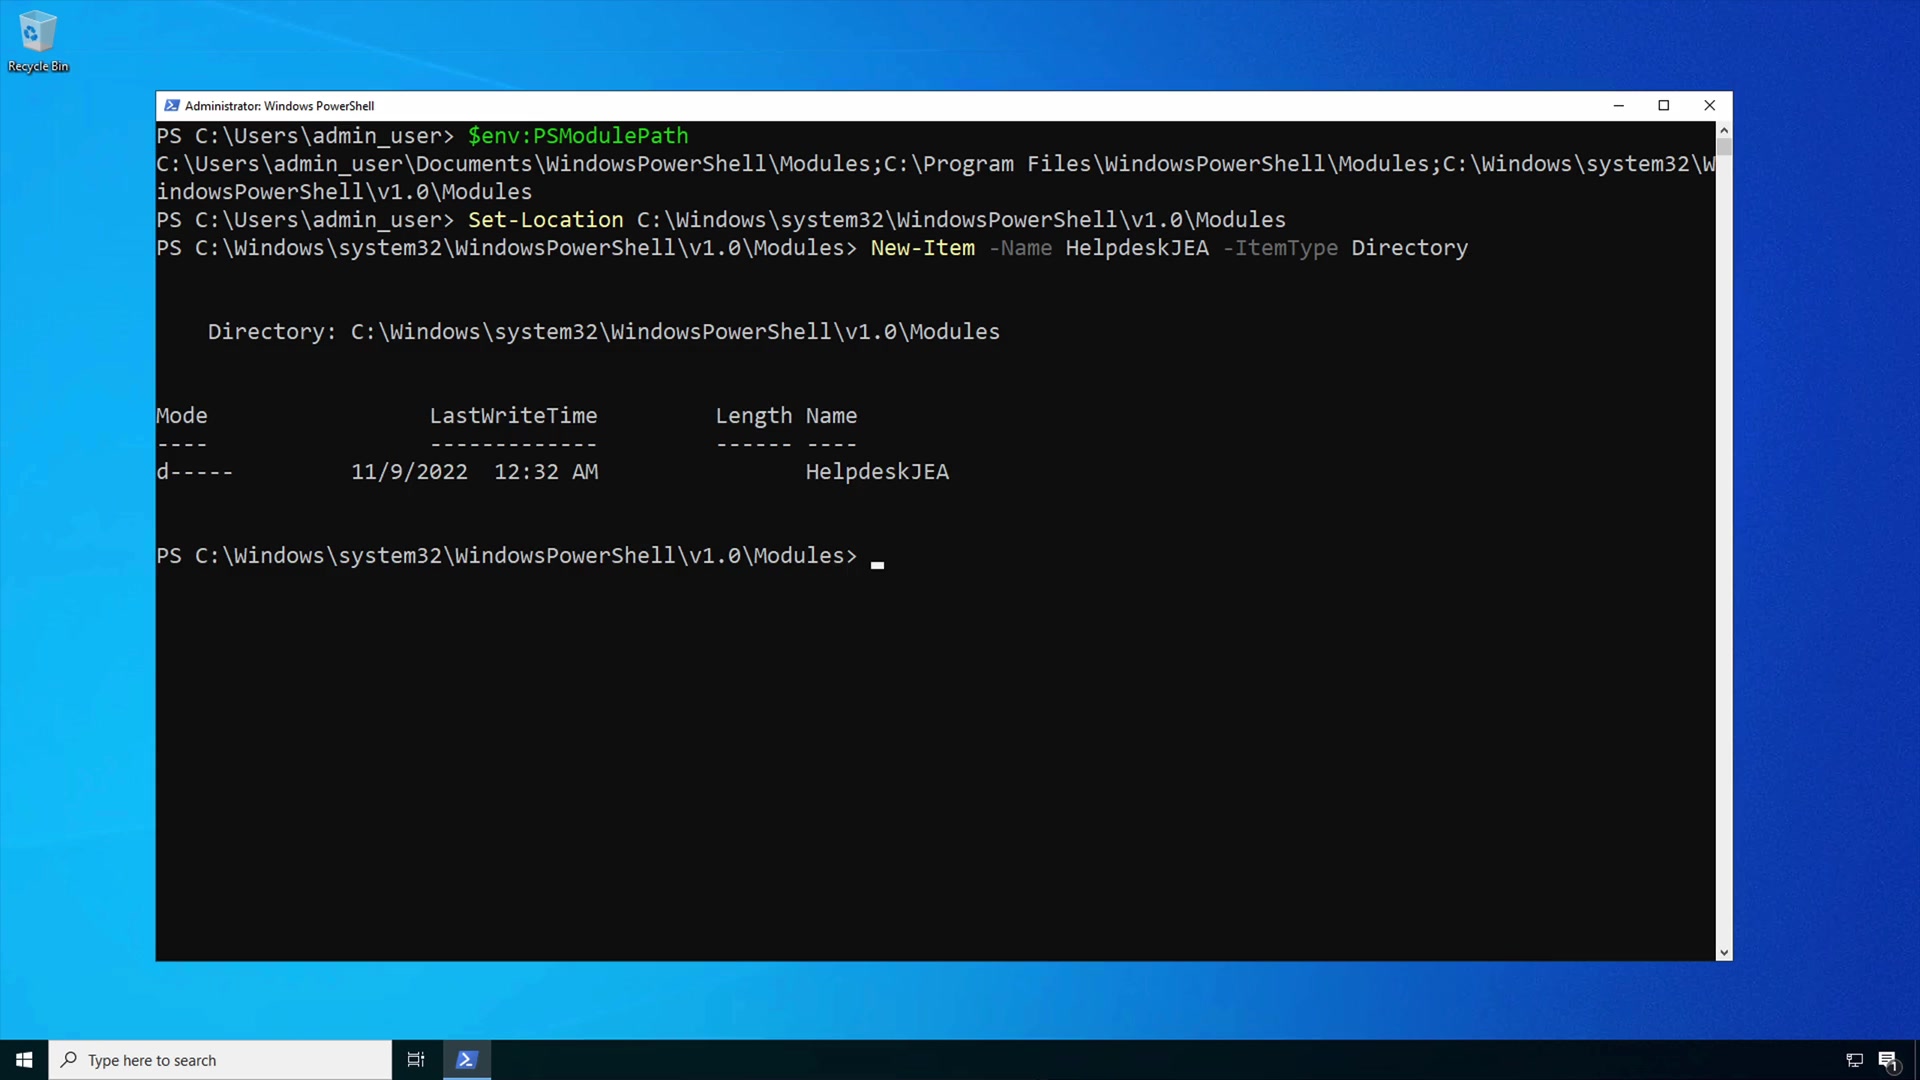 Recycle Bin
Administrator: Windows PowerShell
PS C:\Users\admin_user> $env:PSModulePath
C:\Users\admin_user\Documents\WindowsPowerShell\Modules;C:\Program Files\WindowsPowerShell\Modules;C:\Windows\system32\W
indowsPowerShell\v1.0\Modules
PS C:\Users\admin_user> Set-Location C:\Windows\system32\WindowsPowerShell\v1.0\Modules
PS C:\Windows\system32\WindowsPowerShell\v1.0\Modules> New-Item -Name HelpdeskJEA -ItemType Directory
Directory: C:\Windows\system32\WindowsPowerShell\v1.0\Modules
Mode LastWriteTime Length Name
---- ------------- ------ ----
d----- 11/9/2022 12:32 AM HelpdeskJEA
PS C:\Windows\system32\WindowsPowerShell\v1.0\Modules>
Type here to search
1